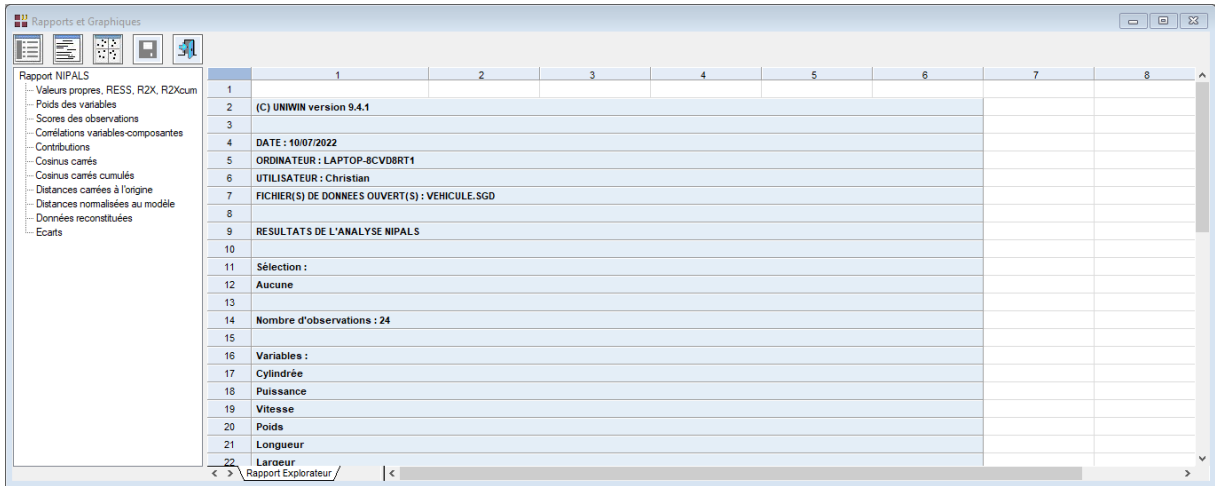 Rapports et Graphiques
Rapport NIPALS
Valeurs propres, RESS, R2X, R2Xcum
Poids des variables
Scores des observations
Corrélations variables-composantes
Contributions
Cosinus carrés
Cosinus carrés cumulés
Distances carrées à l'origine
Distances normalisées au modèle
Données reconstituées
Ecarts
1 2 3 4 5 6 7 8
1
2 (C) UNIWIN version 9.4.1
3
4 DATE : 10/07/2022
5 ORDINATEUR : LAPTOP-8CVD8RT1
6 UTILISATEUR : Christian
7 FICHIER(S) DE DONNEES OUVERT(S) : VEHICULE.SGD
8
9 RESULTATS DE L'ANALYSE NIPALS
10
11 Sélection :
12 Aucune
13
14 Nombre d'observations : 24
15
16 Variables :
17 Cylindrée
18 Puissance
19 Vitesse
20 Poids
21 Longueur
22 Largeur
Rapport Explorateur